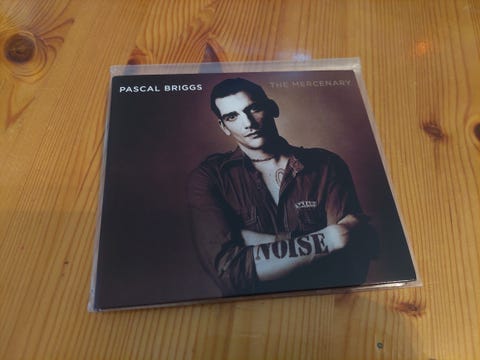 PASCAL BRIGGS
THE MERCENARY
NOISE